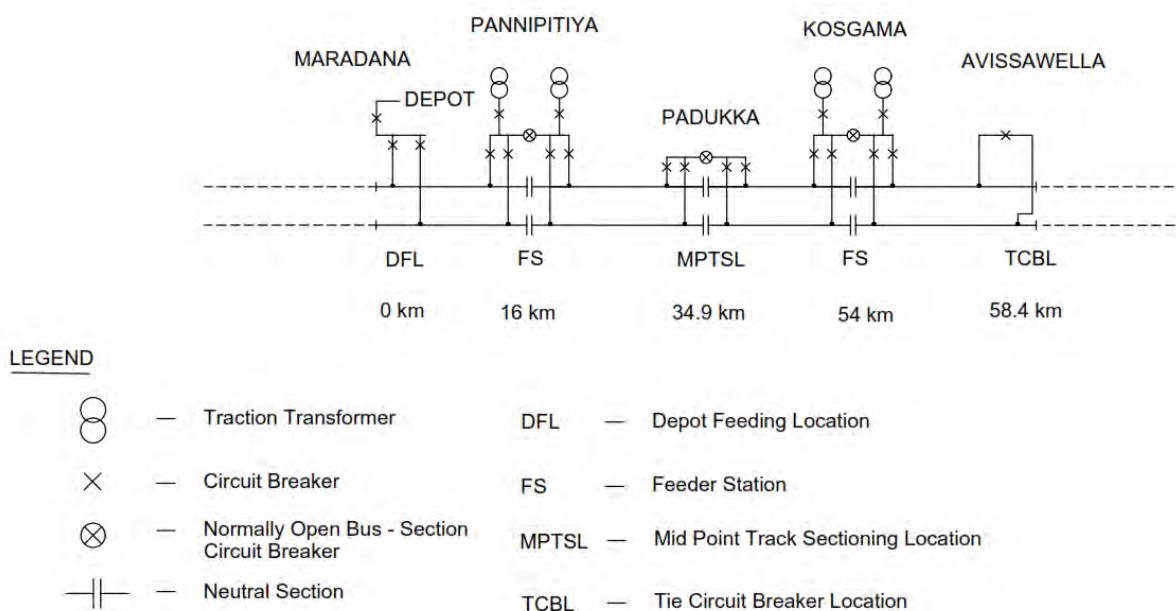 PANNIPITIYA
KOSGAMA
MARADANA
AVISSAWELLA
DEPOT
PADUKKA
DFL
FS
MPTSL
FS
TCBL
0 km
16 km
34.9 km
54 km
58.4 km
LEGEND
— Traction Transformer
DFL — Depot Feeding Location
— Circuit Breaker
FS — Feeder Station
— Normally Open Bus - Section
Circuit Breaker
MPTSL — Mid Point Track Sectioning Location
— Neutral Section
TCBL — Tie Circuit Breaker Location